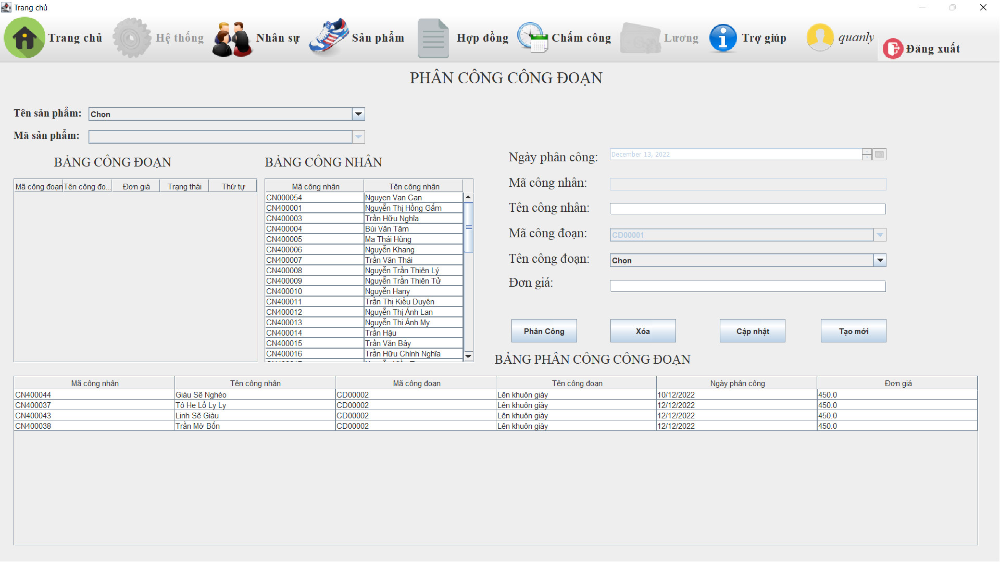 Trang chủ
Trang chủ Hệ thống Nhân sự Sản phẩm Hợp đồng Chấm công Lương Trợ giúp quanly Đăng xuất
PHÂN CÔNG CÔNG ĐOẠN
Tên sản phẩm: Chọn
Mã sản phẩm:
BẢNG CÔNG ĐOẠN
Mã công đoạn Tên công đo... Đơn giá Trạng thái Thứ tự
BẢNG CÔNG NHÂN
Mã công nhân Tên công nhân
CN000054 Nguyen Van Can
CN400001 Nguyễn Thị Hồng Gấm
CN400003 Trần Hữu Nghĩa
CN400004 Bùi Văn Tâm
CN400005 Ma Thái Hùng
CN400006 Nguyễn Khang
CN400007 Trần Văn Thái
CN400008 Nguyễn Trần Thiên Lý
CN400009 Nguyễn Trần Thiên Tử
CN400010 Nguyễn Hany
CN400011 Trần Thị Kiều Duyên
CN400012 Nguyễn Thị Ánh Lan
CN400013 Nguyễn Thị Ánh My
CN400014 Trần Hậu
CN400015 Trần Văn Bảy
CN400016 Trần Hữu Chính Nghĩa
Ngày phân công: December 13, 2022
Mã công nhân:
Tên công nhân:
Mã công đoạn: CD00001
Tên công đoạn: Chọn
Đơn giá:
Phân Công Xóa Cập nhật Tạo mới
BẢNG PHÂN CÔNG CÔNG ĐOẠN
Mã công nhân Tên công nhân Mã công đoạn Tên công đoạn Ngày phân công Đơn giá
CN400044 Giàu Sẽ Nghèo CD00002 Lên khuôn giày 10/12/2022 450.0
CN400037 Tô He Lồ Ly Ly CD00002 Lên khuôn giày 12/12/2022 450.0
CN400043 Linh Sẽ Giàu CD00002 Lên khuôn giày 12/12/2022 450.0
CN400038 Trần Mờ Bốn CD00002 Lên khuôn giày 12/12/2022 450.0